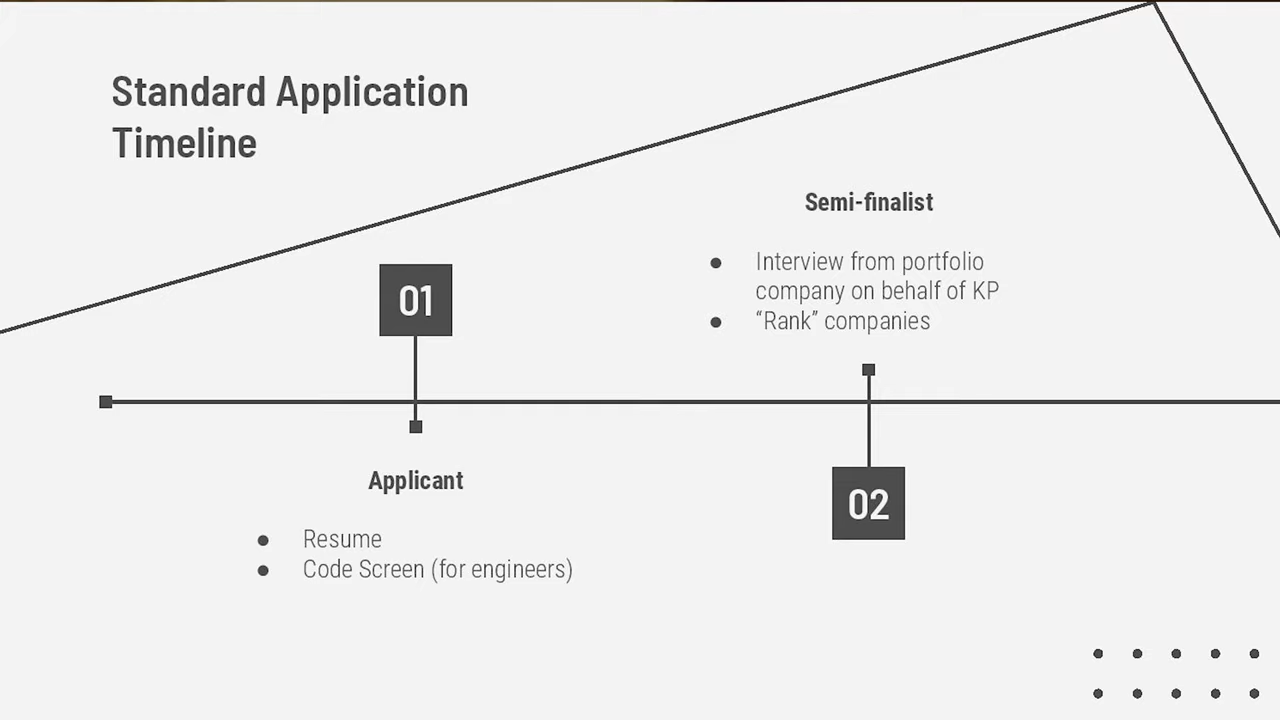 Standard Application
Timeline
Semi-finalist
● Interview from portfolio
company on behalf of KP
● “Rank” companies
01
02
Applicant
● Resume
● Code Screen (for engineers)